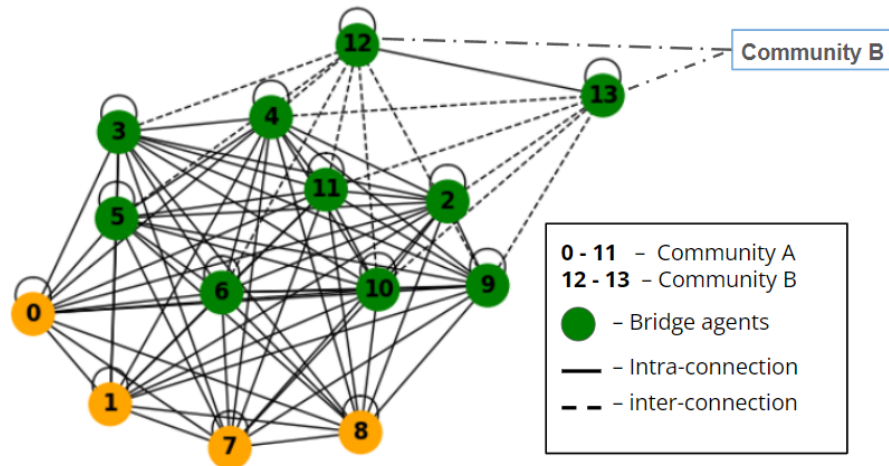 12
Community B
13
4
3
11
2
5
6
10
9
0
1
7
8
0 - 11 – Community A
12 - 13 – Community B
– Bridge agents
– Intra-connection
– inter-connection